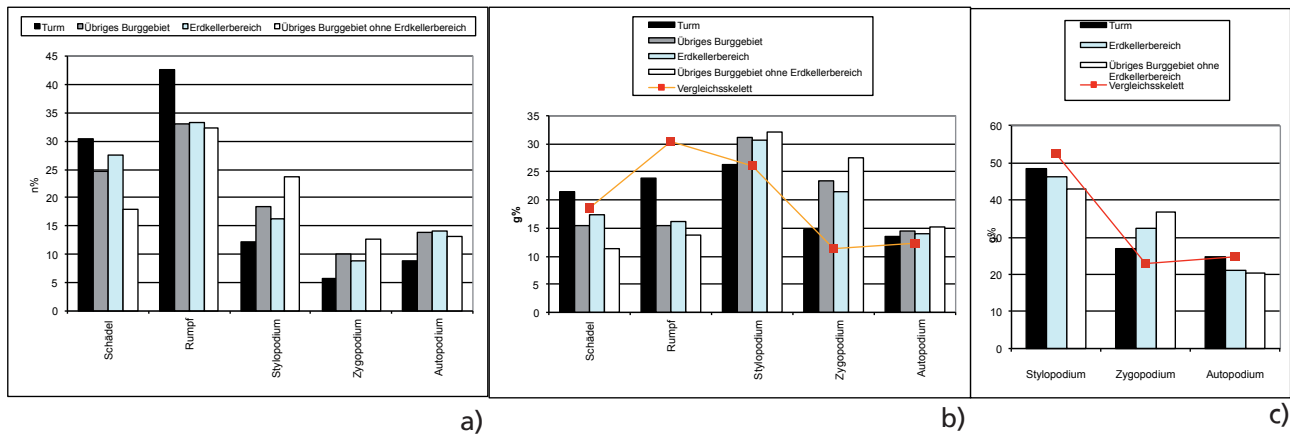 a)
b)
c)
Turm Übriges Burggebiet Erdkellerbereich Übriges Burggebiet ohne Erdkellerbereich
45
40
35
30
25
20
15
10
5
0
n%
Schädel
Rumpf
Stylopodium
Zygopodium
Autopodium
a)
Turm
Übriges Burggebiet
Erdkellerbereich
Übriges Burggebiet ohne Erdkellerbereich
Vergleichsskelett
35
30
25
20
15
10
5
0
g%
Schädel
Rumpf
Stylopodium
Zygopodium
Autopodium
b)
Turm
Erdkellerbereich
Übriges Burggebiet ohne
Erdkellerbereich
Vergleichsskelett
60
50
40
30
20
10
0
g%
Stylopodium Zygopodium Autopodium
c)